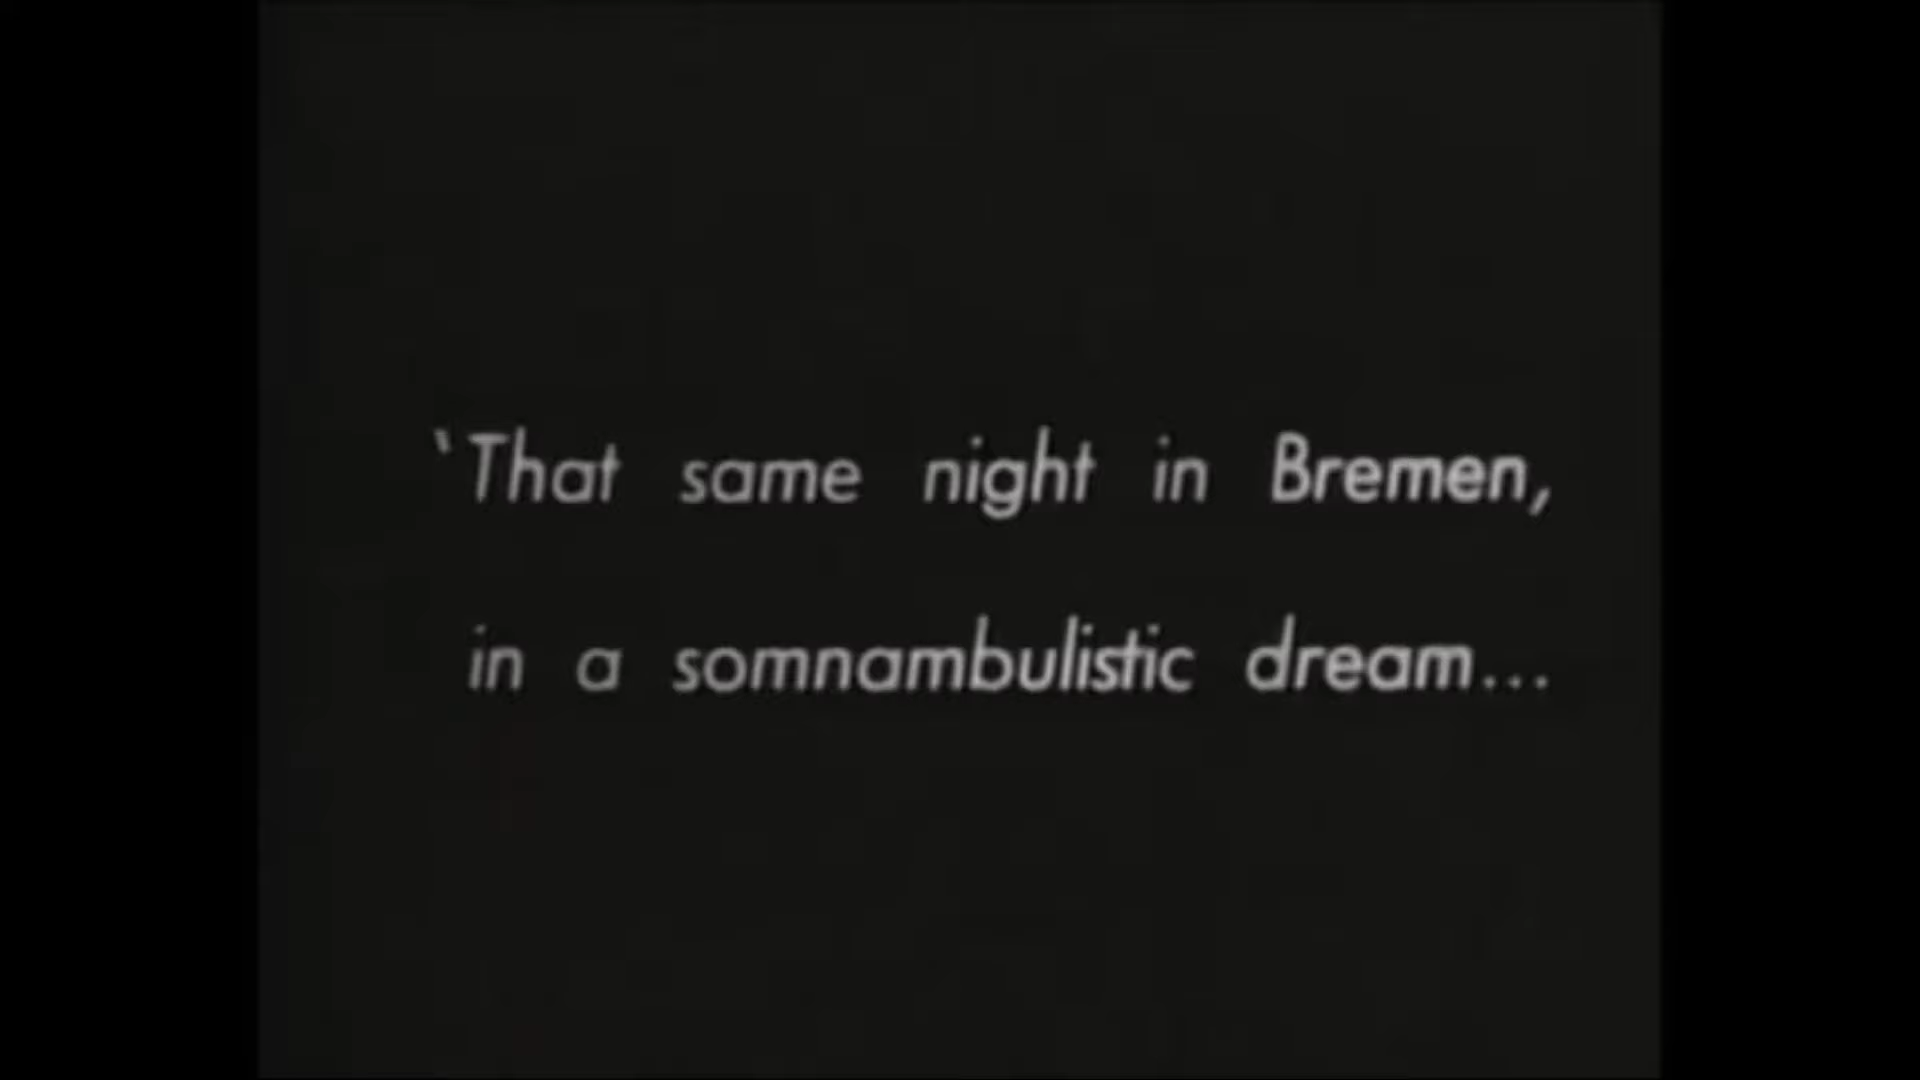 ‛That same night in Bremen,
in a somnambulistic dream...